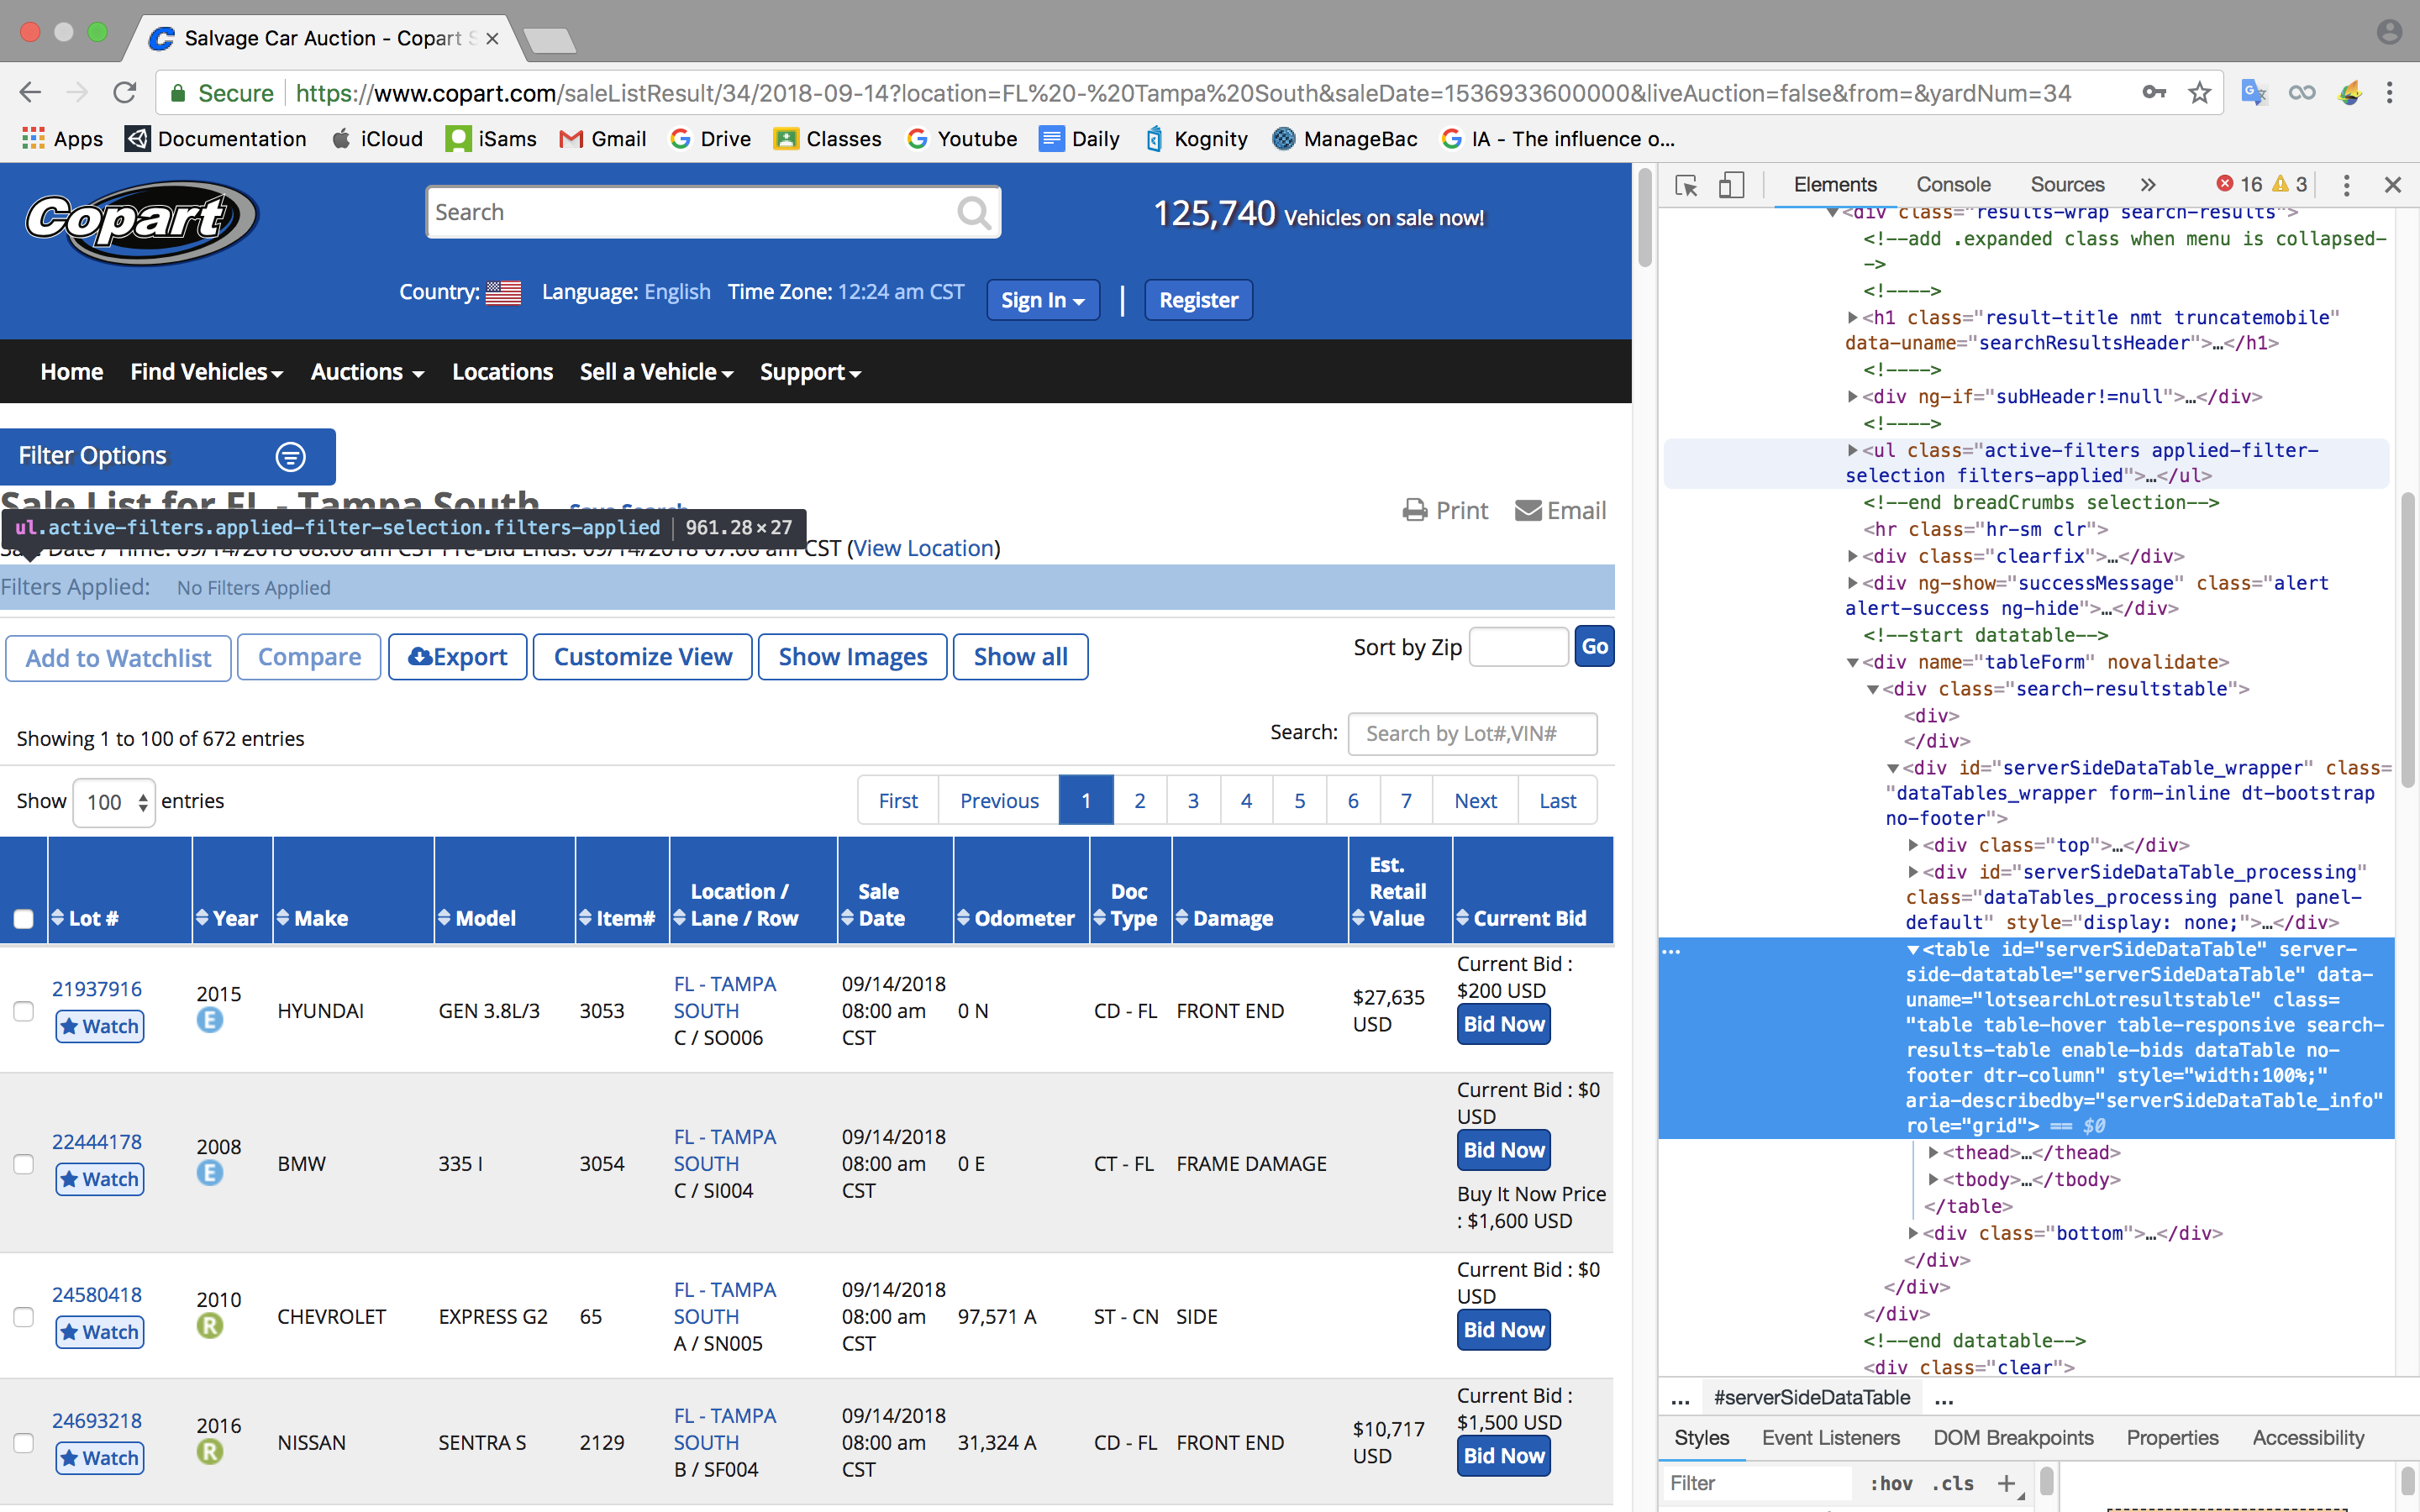 Salvage Car Auction - Copart S
Secure https://www.copart.com/saleListResult/34/2018-09-14?location=FL%20-%20Tampa%20South&saleDate=1536933600000&liveAuction=false&from=&yardNum=34
Apps Documentation iCloud iSams Gmail Drive Classes Youtube Daily Kognity ManageBac IA - The influence o...
Copart
Search
125,740 Vehicles on sale now!
Country: Language: English Time Zone: 12:24 am CST Sign In | Register
Home Find Vehicles Auctions Locations Sell a Vehicle Support
Filter Options
Sale List for FL - Tampa South Save Search
Print Email
ul.active-filters.applied-filter-selection.filters-applied 961.28×27
Sale Date / Time: 09/14/2018 08:00 am CST Pre-Bid Ends: 09/14/2018 07:00 am CST (View Location)
Filters Applied: No Filters Applied
Add to Watchlist Compare Export Customize View Show Images Show all
Sort by Zip Go
Showing 1 to 100 of 672 entries
Search: Search by Lot#,VIN#
Show 100 entries
First Previous 1 2 3 4 5 6 7 Next Last
Lot # Year Make Model Item# Location / Lane / Row Sale Date Odometer Doc Type Damage Est. Retail Value Current Bid
21937916 Watch 2015 E HYUNDAI GEN 3.8L/3 3053 FL - TAMPA SOUTH C / SO006 09/14/2018 08:00 am CST 0 N CD - FL FRONT END $27,635 USD Current Bid : $200 USD Bid Now
22444178 Watch 2008 E BMW 335 I 3054 FL - TAMPA SOUTH C / SI004 09/14/2018 08:00 am CST 0 E CT - FL FRAME DAMAGE Current Bid : $0 USD Bid Now Buy It Now Price : $1,600 USD
24580418 Watch 2010 R CHEVROLET EXPRESS G2 65 FL - TAMPA SOUTH A / SN005 09/14/2018 08:00 am CST 97,571 A ST - CN SIDE Current Bid : $0 USD Bid Now
24693218 Watch 2016 R NISSAN SENTRA S 2129 FL - TAMPA SOUTH B / SF004 09/14/2018 08:00 am CST 31,324 A CD - FL FRONT END $10,717 USD Current Bid : $1,500 USD Bid Now
Elements Console Sources » 16 3
<div class="results-wrap search-results">
<!--add .expanded class when menu is collapsed-
->
<!---->
<h1 class="result-title nmt truncatemobile"
data-uname="searchResultsHeader">…</h1>
<!---->
<div ng-if="subHeader!=null">…</div>
<!---->
<ul class="active-filters applied-filter-
selection filters-applied">…</ul>
<!--end breadCrumbs selection-->
<hr class="hr-sm clr">
<div class="clearfix">…</div>
<div ng-show="successMessage" class="alert
alert-success ng-hide">…</div>
<!--start datatable-->
<div name="tableForm" novalidate>
<div class="search-resultstable">
<div>
</div>
<div id="serverSideDataTable_wrapper" class=
"dataTables_wrapper form-inline dt-bootstrap
no-footer">
<div class="top">…</div>
<div id="serverSideDataTable_processing"
class="dataTables_processing panel panel-
default" style="display: none;">…</div>
... <table id="serverSideDataTable" server-
side-datatable="serverSideDataTable" data-
uname="lotsearchLotresultstable" class=
"table table-hover table-responsive search-
results-table enable-bids dataTable no-
footer dtr-column" style="width:100%;"
aria-describedby="serverSideDataTable_info"
role="grid"> == $0
<thead>…</thead>
<tbody>…</tbody>
</table>
<div class="bottom">…</div>
</div>
</div>
</div>
<!--end datatable-->
<div class="clear">
... #serverSideDataTable ...
Styles Event Listeners DOM Breakpoints Properties Accessibility
Filter :hov .cls +